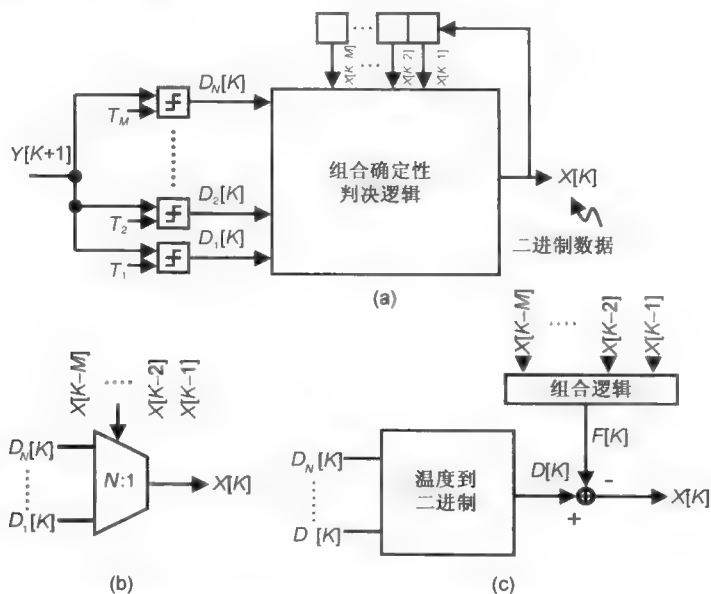 X[K-M]
X[K-2]
X[K-1]
D_N[K]
T_M
Y[K+1]
组合确定性
判决逻辑
X[K]
D_2[K]
T_2
D_1[K]
T_1
二进制数据
(a)
X[K-M]
X[K-2]
X[K-1]
D_N[K]
N:1
X[K]
D_1[K]
(b)
X[K-M]
X[K-2]
X[K-1]
组合逻辑
F[K]
D_N[K]
温度到
二进制
D[K]
-
+
X[K]
D [K]
(c)